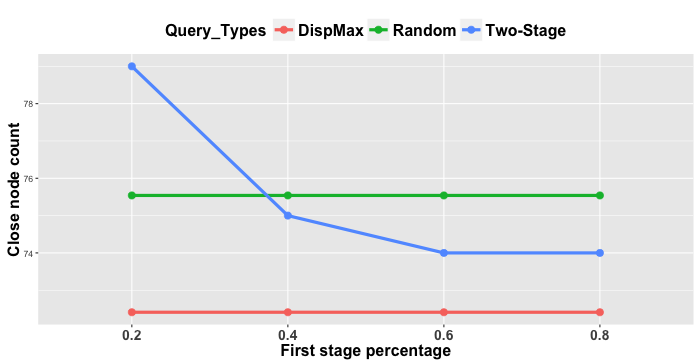 Query_Types DispMax Random Two-Stage
Close node count
78
76
74
0.2 0.4 0.6 0.8
First stage percentage